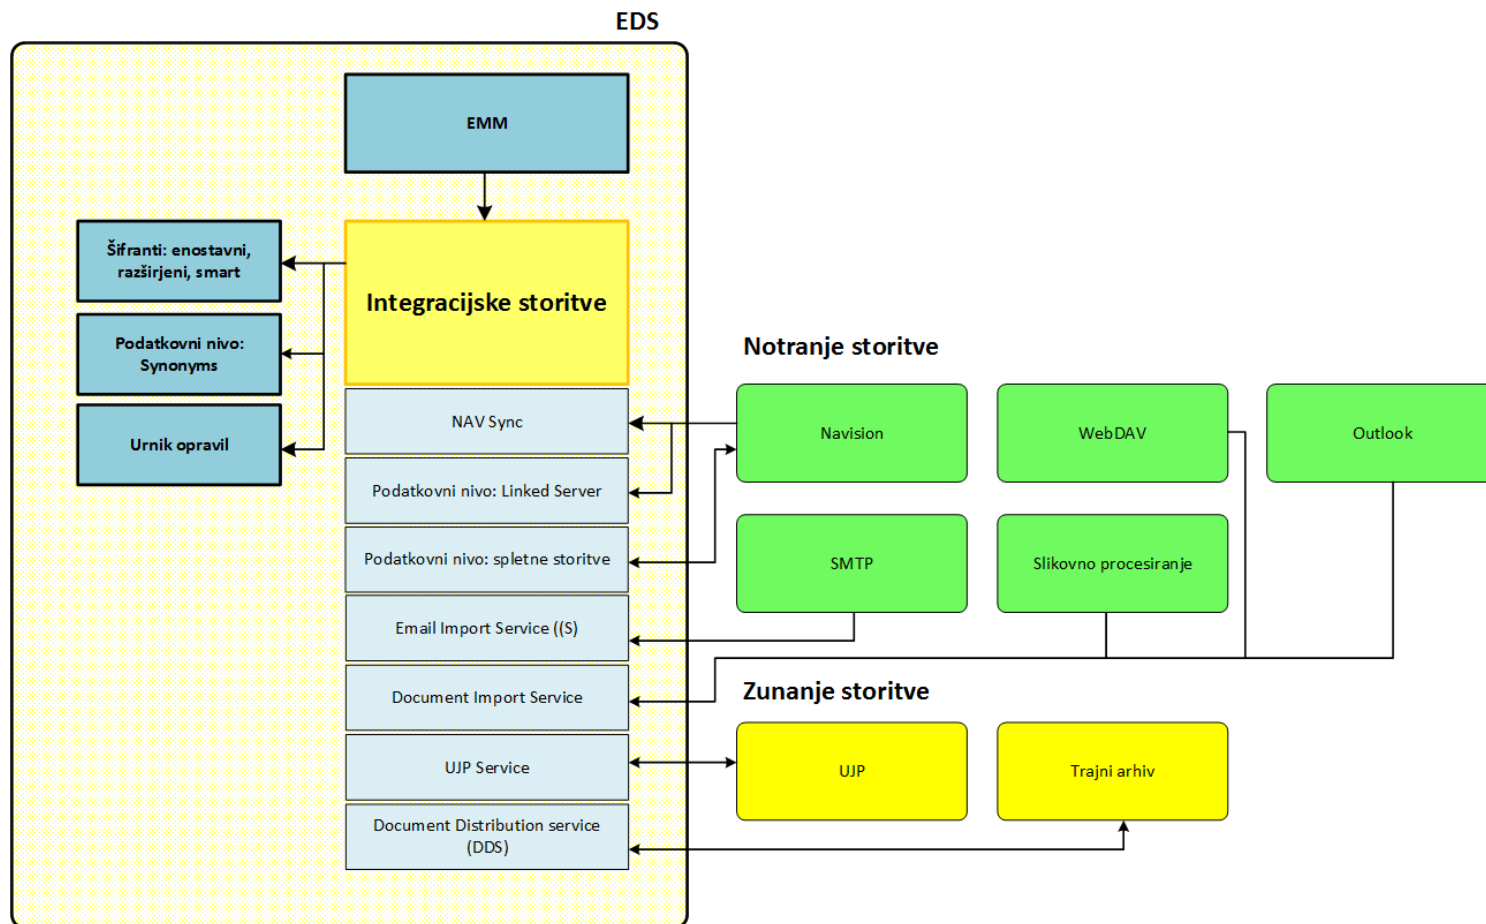 EDS
EMM
Šifranti: enostavni,
razširjeni, smart
Podatkovni nivo:
Synonyms
Urnik opravil
Integracijske storitve
NAV Sync
Podatkovni nivo: Linked Server
Podatkovni nivo: spletne storitve
Email Import Service ((S)
Document Import Service
UJP Service
Document Distribution service
(DDS)
Notranje storitve
Navision
WebDAV
Outlook
SMTP
Slikovno procesiranje
Zunanje storitve
UJP
Trajni arhiv